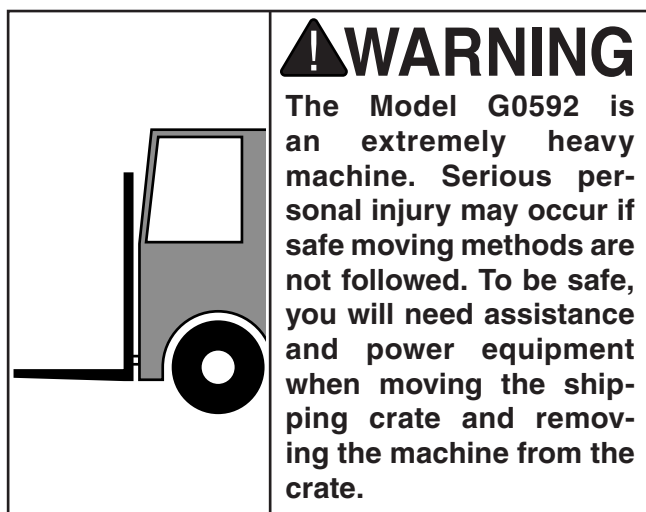 WARNING
The Model G0592 is
an extremely heavy
machine. Serious per-
sonal injury may occur if
safe moving methods are
not followed. To be safe,
you will need assistance
and power equipment
when moving the ship-
ping crate and remov-
ing the machine from the
crate.